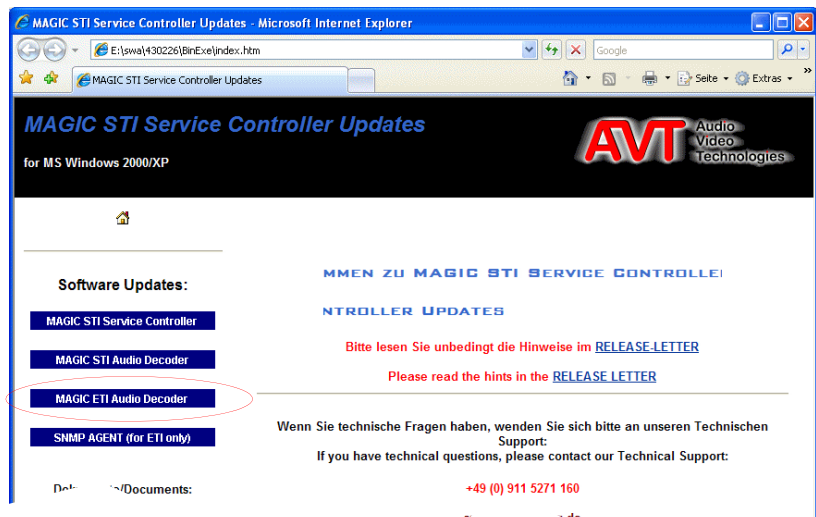 MAGIC STI Service Controller Updates - Microsoft Internet Explorer
E:\swa\430226\BinExe\index.htm
Google
MAGIC STI Service Controller Updates
Seite
Extras
MAGIC STI Service Controller Updates
for MS Windows 2000/XP
AVT
Audio
Video
Technologies
Software Updates:
MAGIC STI Service Controller
MAGIC STI Audio Decoder
MAGIC ETI Audio Decoder
SNMP AGENT (for ETI only)
/Documents:
MMEN ZU MAGIC STI SERVICE CONTROLLE
NTROLLER UPDATES
Bitte lesen Sie unbedingt die Hinweise im RELEASE-LETTER
Please read the hints in the RELEASE LETTER
Wenn Sie technische Fragen haben, wenden Sie sich bitte an unseren Technischen
Support:
If you have technical questions, please contact our Technical Support:
+49 (0) 911 5271 160